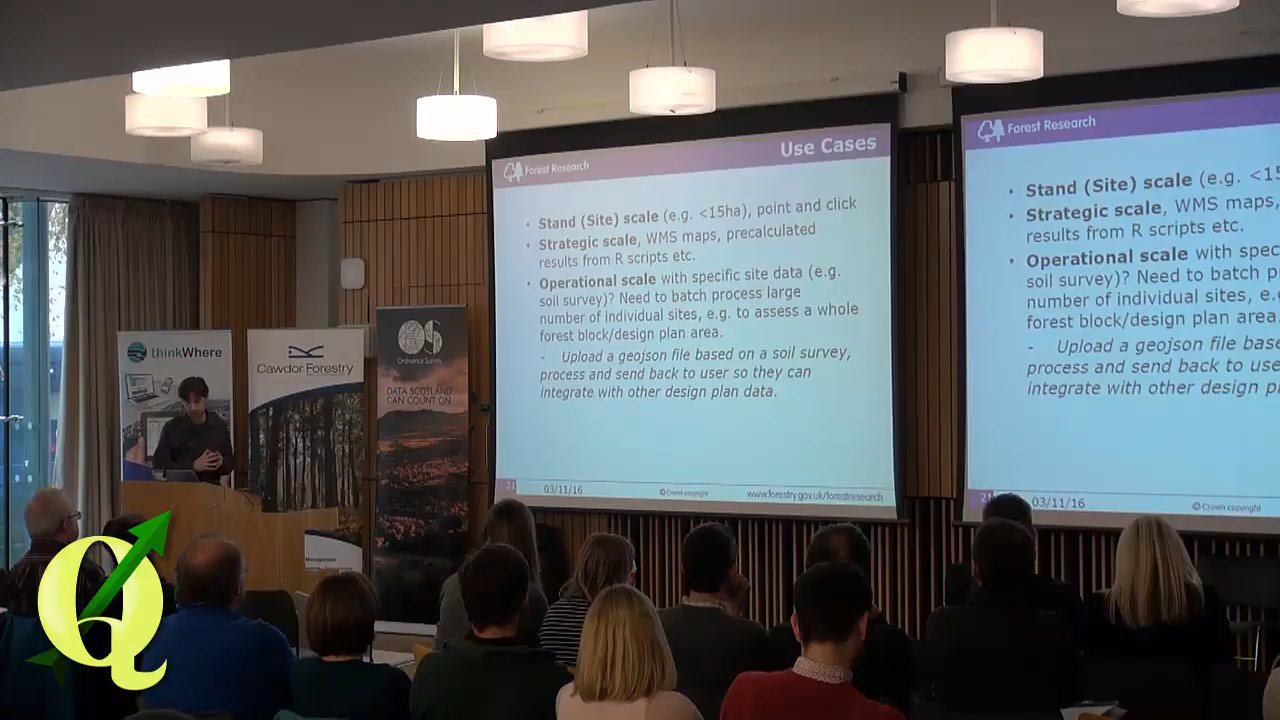 Forest Research
Use Cases
• Stand (Site) scale (e.g. <15ha), point and click
• Strategic scale, WMS maps, precalculated
results from R scripts etc.
• Operational scale with specific site data (e.g.
soil survey)? Need to batch process large
number of individual sites, e.g. to assess a whole
forest block/design plan area.
- Upload a geojson file based on a soil survey,
process and send back to user so they can
integrate with other design plan data.
21
03/11/16
© Crown copyright
www.forestry.gov.uk/forestresearch
Forest Research
• Stand (Site) scale (e.g. <15
• Strategic scale, WMS maps,
results from R scripts etc.
• Operational scale with spec
soil survey)? Need to batch p
number of individual sites, e.g
forest block/design plan area.
- Upload a geojson file base
process and send back to use
integrate with other design p
21
03/11/16
© Crown copyright
thinkWhere
Cawdor Forestry
Management
OS
Ordnance Survey
DATA SCOTLAND
CAN COUNT ON
Q